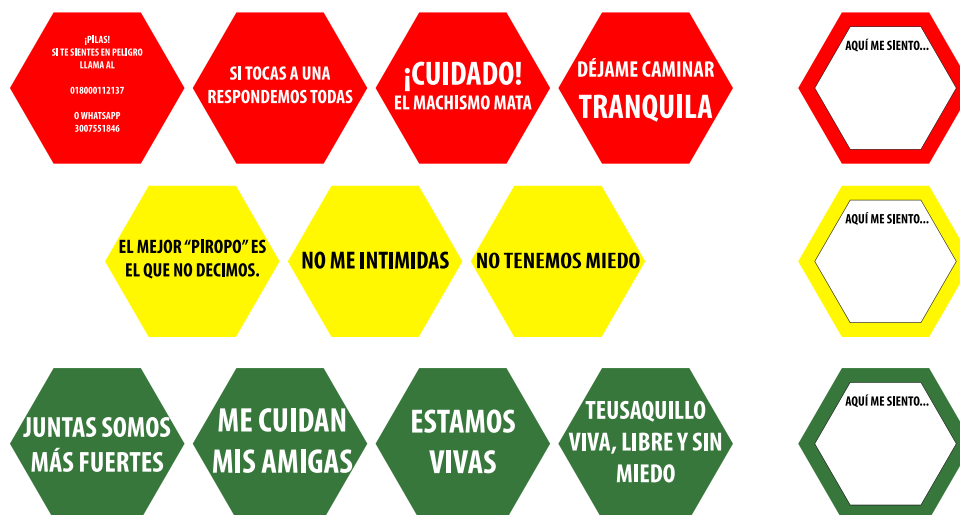 ¡PÍLAS!
SI TE SIENTES EN PELIGRO
LLAMA AL
018000112137
O WHATSAPP
3007551846
SI TOCAS A UNA
RESPONDEMOS TODAS
¡CUIDADO!
EL MACHISMO MATA
DÉJAME CAMINAR
TRANQUILA
AQUÍ ME SIENTO...
EL MEJOR “PIROPO” ES
EL QUE NO DECIMOS.
NO ME INTIMIDAS
NO TENEMOS MIEDO
AQUÍ ME SIENTO...
JUNTAS SOMOS
MÁS FUERTES
ME CUIDAN
MIS AMIGAS
ESTAMOS
VIVAS
TEUSAQUILLO
VIVA, LIBRE Y SIN
MIEDO
AQUÍ ME SIENTO...